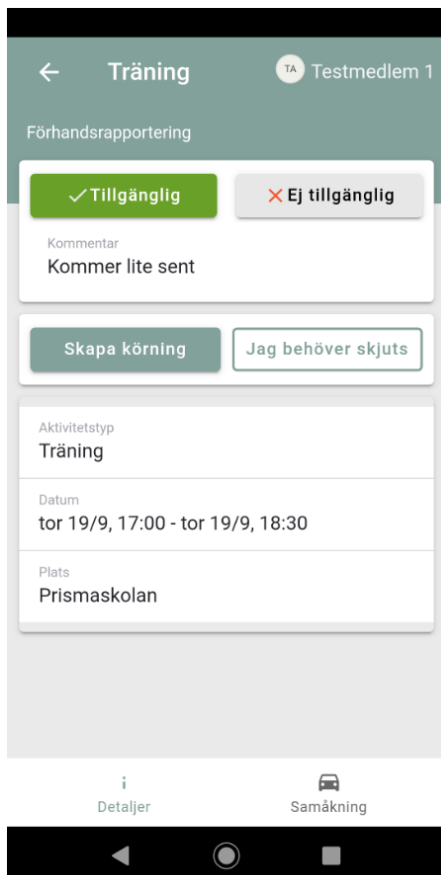 Träning
TA Testmedlem 1
Förhandsrapportering
Tillgänglig
Ej tillgänglig
Kommentar
Kommer lite sent
Skapa körning
Jag behöver skjuts
Aktivitetstyp
Träning
Datum
tor 19/9, 17:00 - tor 19/9, 18:30
Plats
Prismaskolan
Detaljer
Samåkning